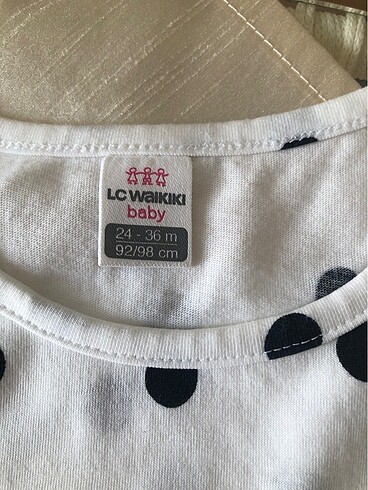 LC WAIKIKI
baby
24 - 36 m
92/98 cm